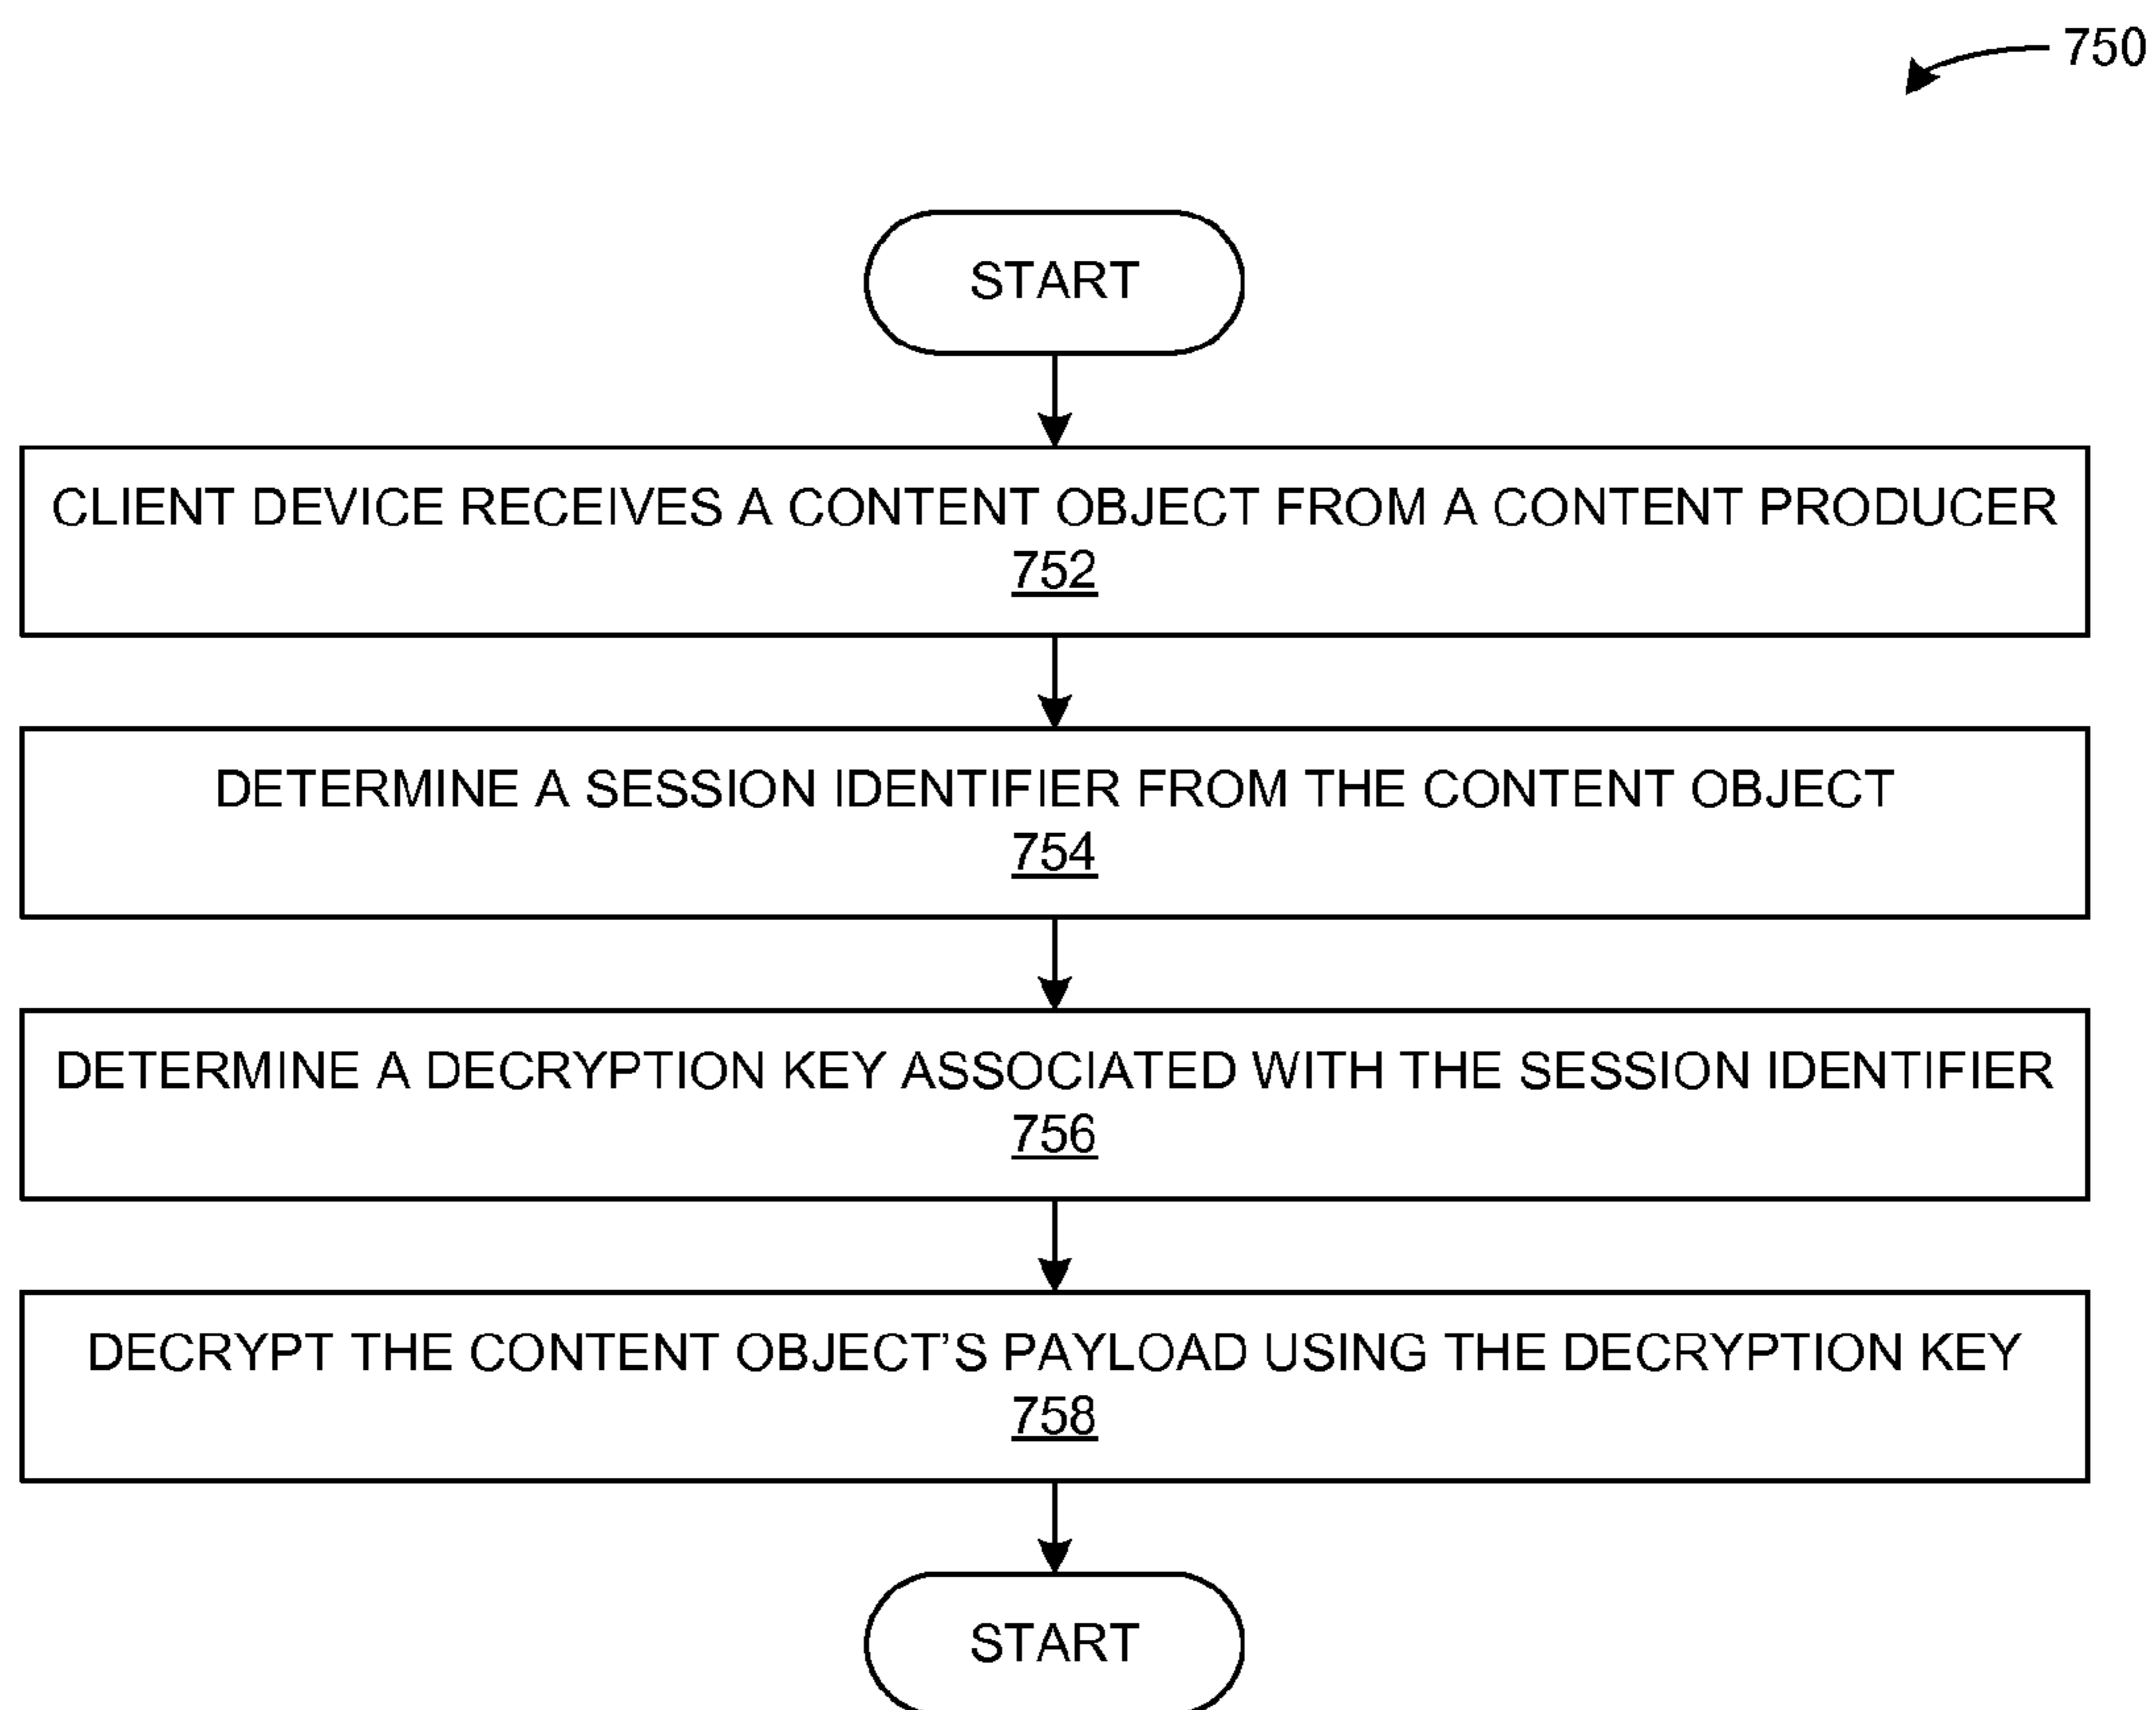 750
START
CLIENT DEVICE RECEIVES A CONTENT OBJECT FROM A CONTENT PRODUCER
752
DETERMINE A SESSION IDENTIFIER FROM THE CONTENT OBJECT
754
DETERMINE A DECRYPTION KEY ASSOCIATED WITH THE SESSION IDENTIFIER
756
DECRYPT THE CONTENT OBJECT’S PAYLOAD USING THE DECRYPTION KEY
758
START